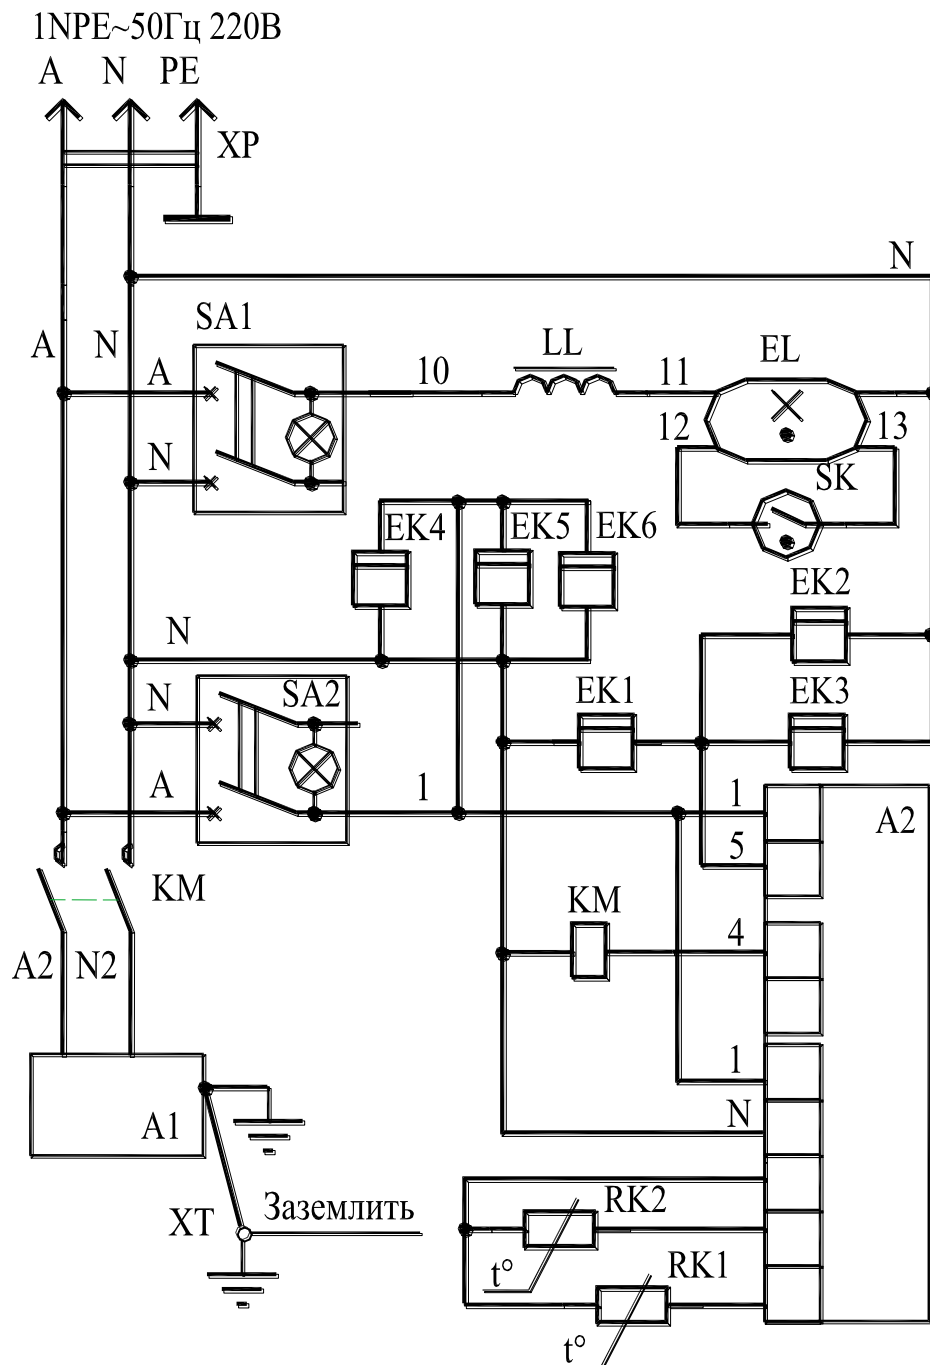 1NPE~50Гц 220В
A N PE
XP
N
SA1
A N
A
10
LL
11
EL
12
13
N
SK
EK4
EK5
EK6
EK2
N
SA2
EK1
EK3
N
A
1
1
A2
5
KM
KM
4
A2 N2
1
N
A1
XT
Заземлить
RK2
t°
RK1
t°